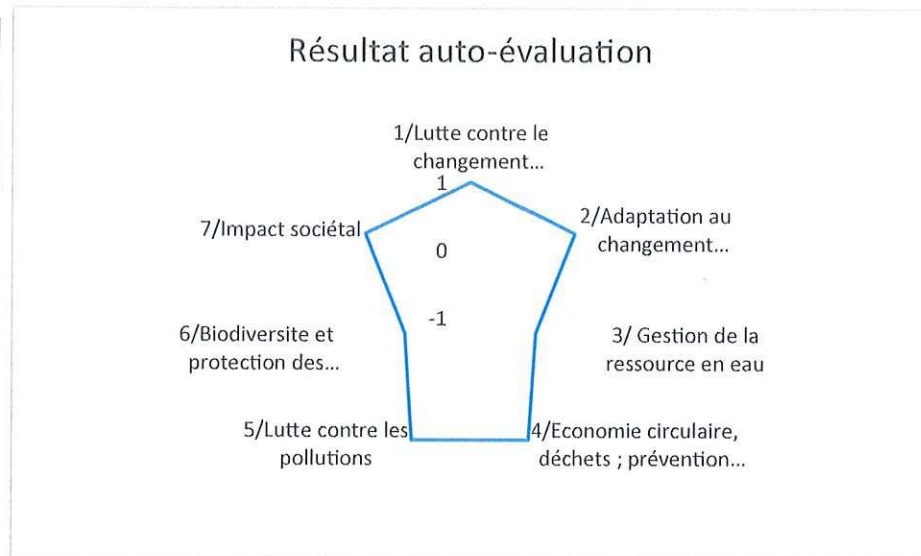 Résultat auto-évaluation
1/Lutte contre le
changement...
1
2/Adaptation au
changement...
7/Impact sociétal
0
-1
6/Biodiversite et
protection des...
3/ Gestion de la
ressource en eau
5/Lutte contre les
pollutions
4/Economie circulaire,
déchets ; prévention...